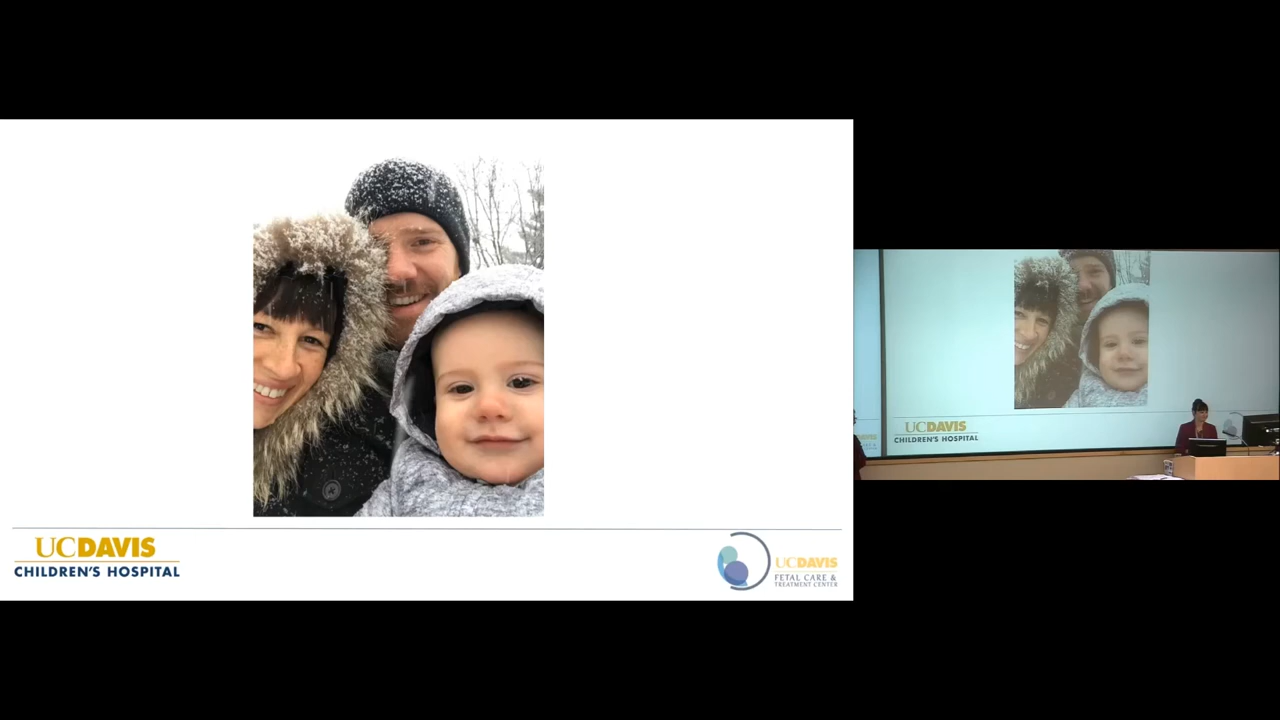 UCDAVIS
CHILDREN'S HOSPITAL
UCDAVIS
FETAL CARE &
TREATMENT CENTER
UCDAVIS
CHILDREN'S HOSPITAL